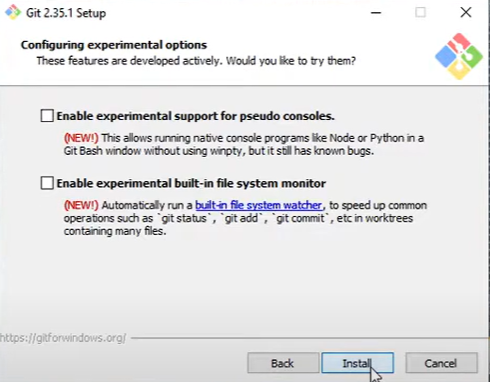 Git 2.35.1 Setup
Configuring experimental options
These features are developed actively. Would you like to try them?
Enable experimental support for pseudo consoles.
(NEW!) This allows running native console programs like Node or Python in a
Git Bash window without using winpty, but it still has known bugs.
Enable experimental built-in file system monitor
(NEW!) Automatically run a built-in file system watcher, to speed up common
operations such as `git status`, `git add`, `git commit`, etc in worktrees
containing many files.
https://gitforwindows.org/
Back Install Cancel